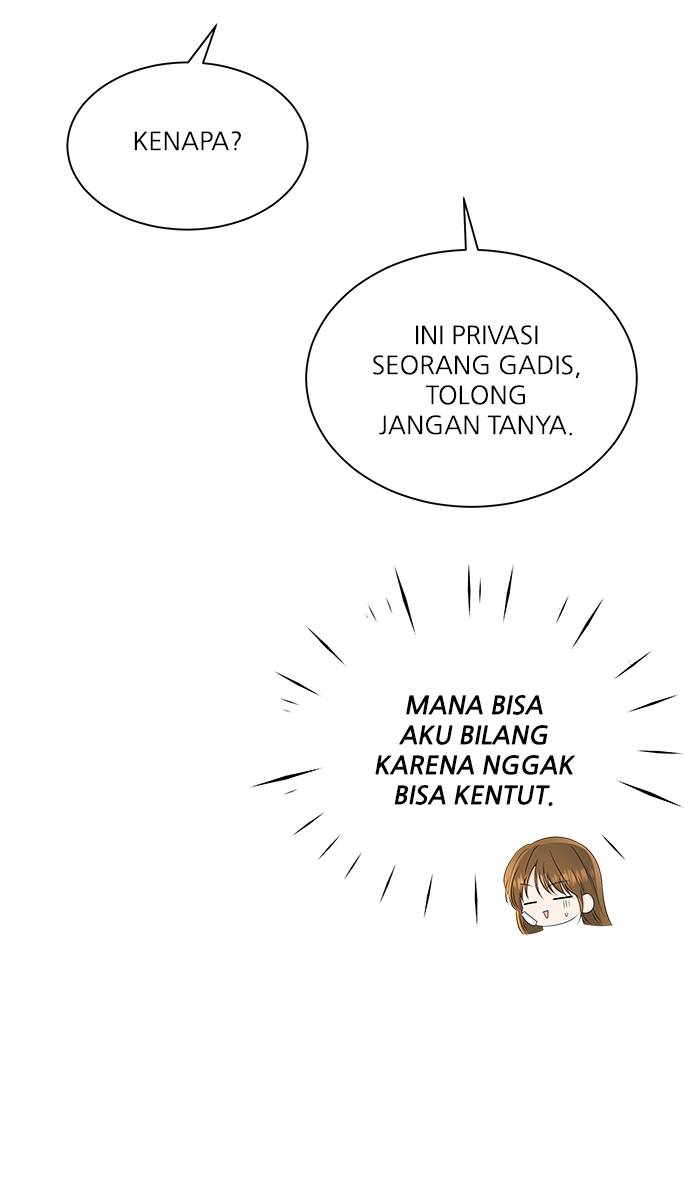 KENAPA?
INI PRIVASI
SEORANG GADIS,
TOLONG
JANGAN TANYA.
MANA BISA
AKU BILANG
KARENA NGGAK
BISA KENTUT.